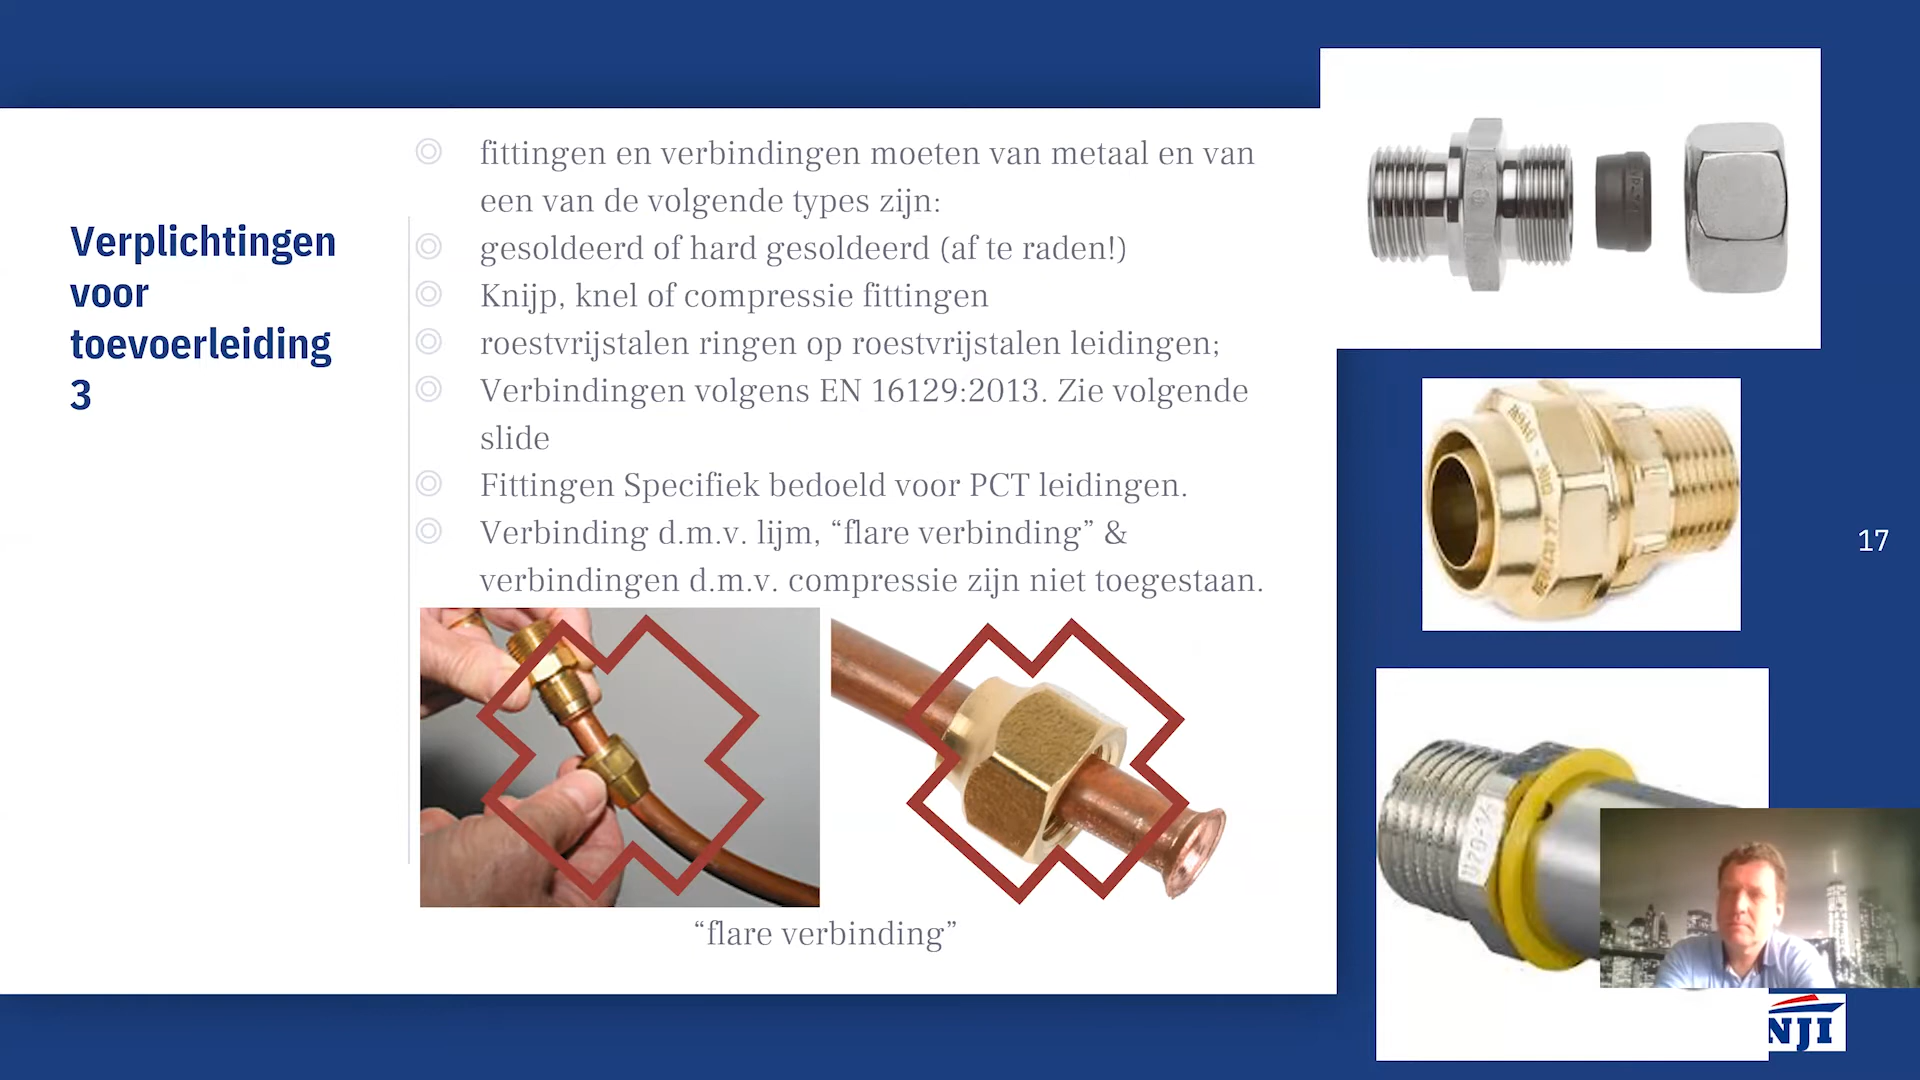 Verplichtingen
voor
toevoerleiding
3
fittingen en verbindingen moeten van metaal en van
een van de volgende types zijn:
gesoldeerd of hard gesoldeerd (af te raden!)
Knijp, knel of compressie fittingen
roestvrijstalen ringen op roestvrijstalen leidingen;
Verbindingen volgens EN 16129:2013. Zie volgende
slide
Fittingen Specifiek bedoeld voor PCT leidingen.
Verbinding d.m.v. lijm, “flare verbinding” &
verbindingen d.m.v. compressie zijn niet toegestaan.
“flare verbinding”
17
NJI